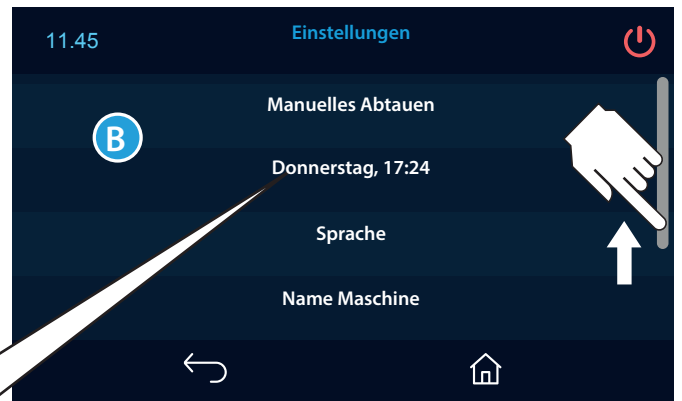 11.45
Einstellungen
Manuelles Abtauen
B
Donnerstag, 17:24
Sprache
Name Maschine